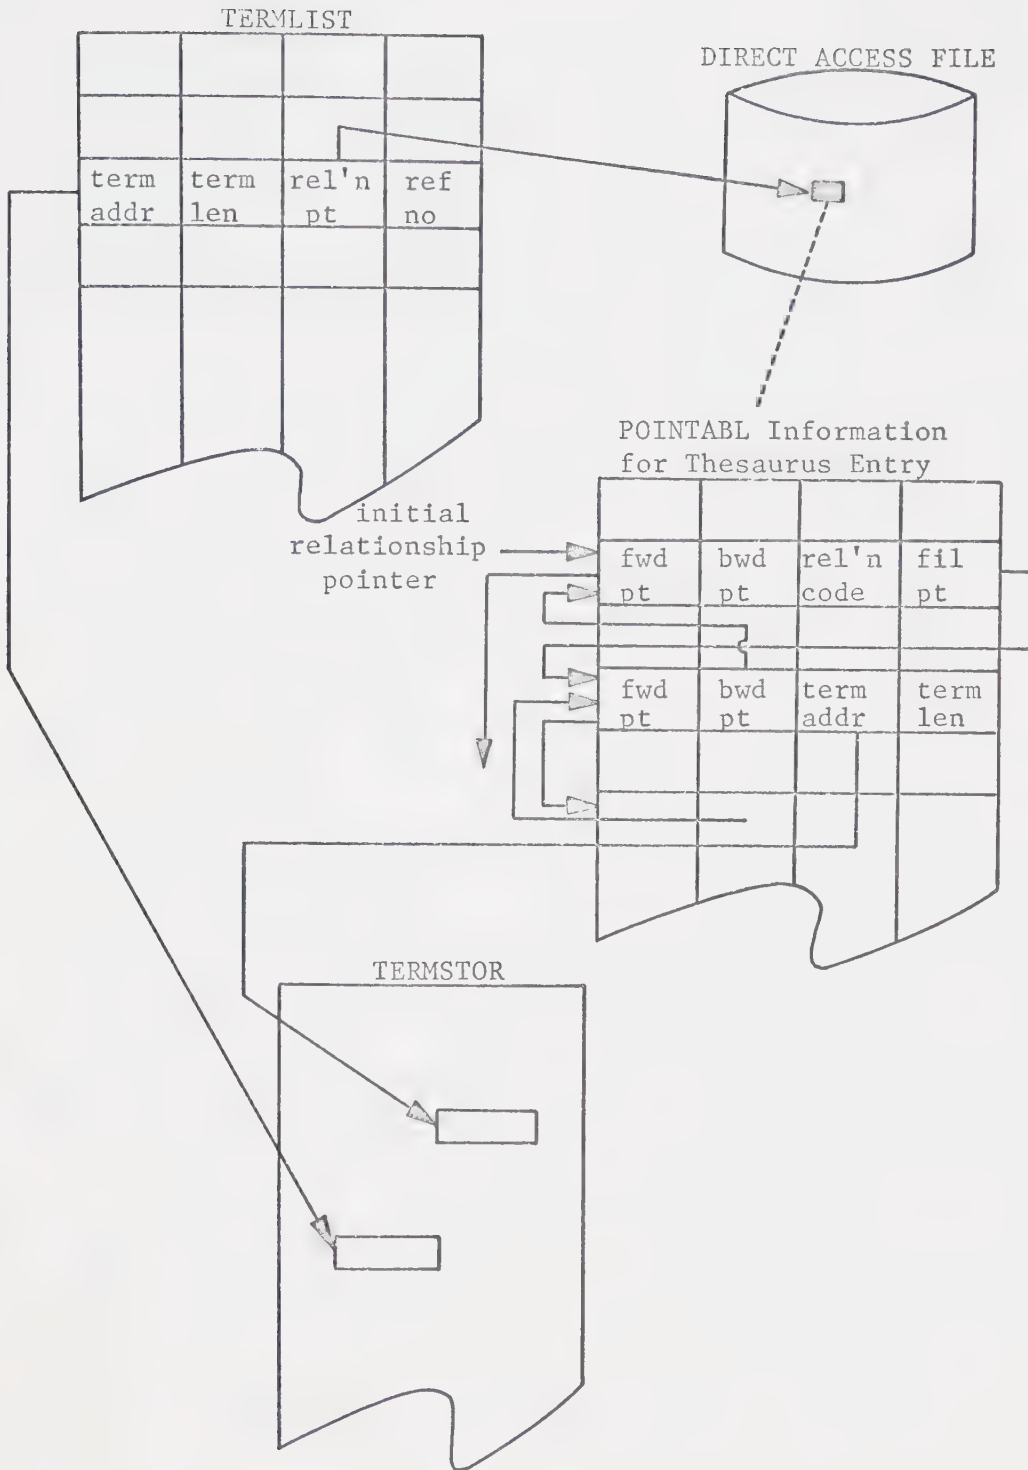 TERMLIST
DIRECT ACCESS FILE
term term rel'n ref
addr len pt no
POINTABL Information
for Thesaurus Entry
initial
relationship
pointer
fwd bwd rel'n fil
pt pt code pt
fwd bwd term term
pt pt addr len
TERMSTOR